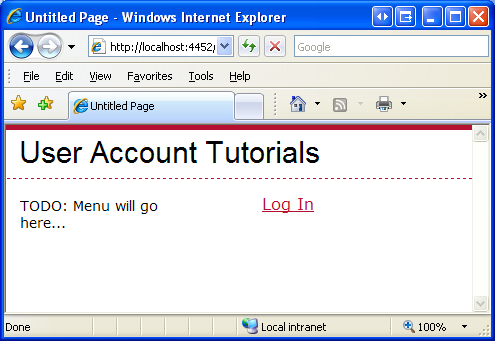 Untitled Page - Windows Internet Explorer
http://localhost:4452/
Google
File Edit View Favorites Tools Help
Untitled Page
»
User Account Tutorials
TODO: Menu will go
here...
Log In
Done
Local intranet
100%